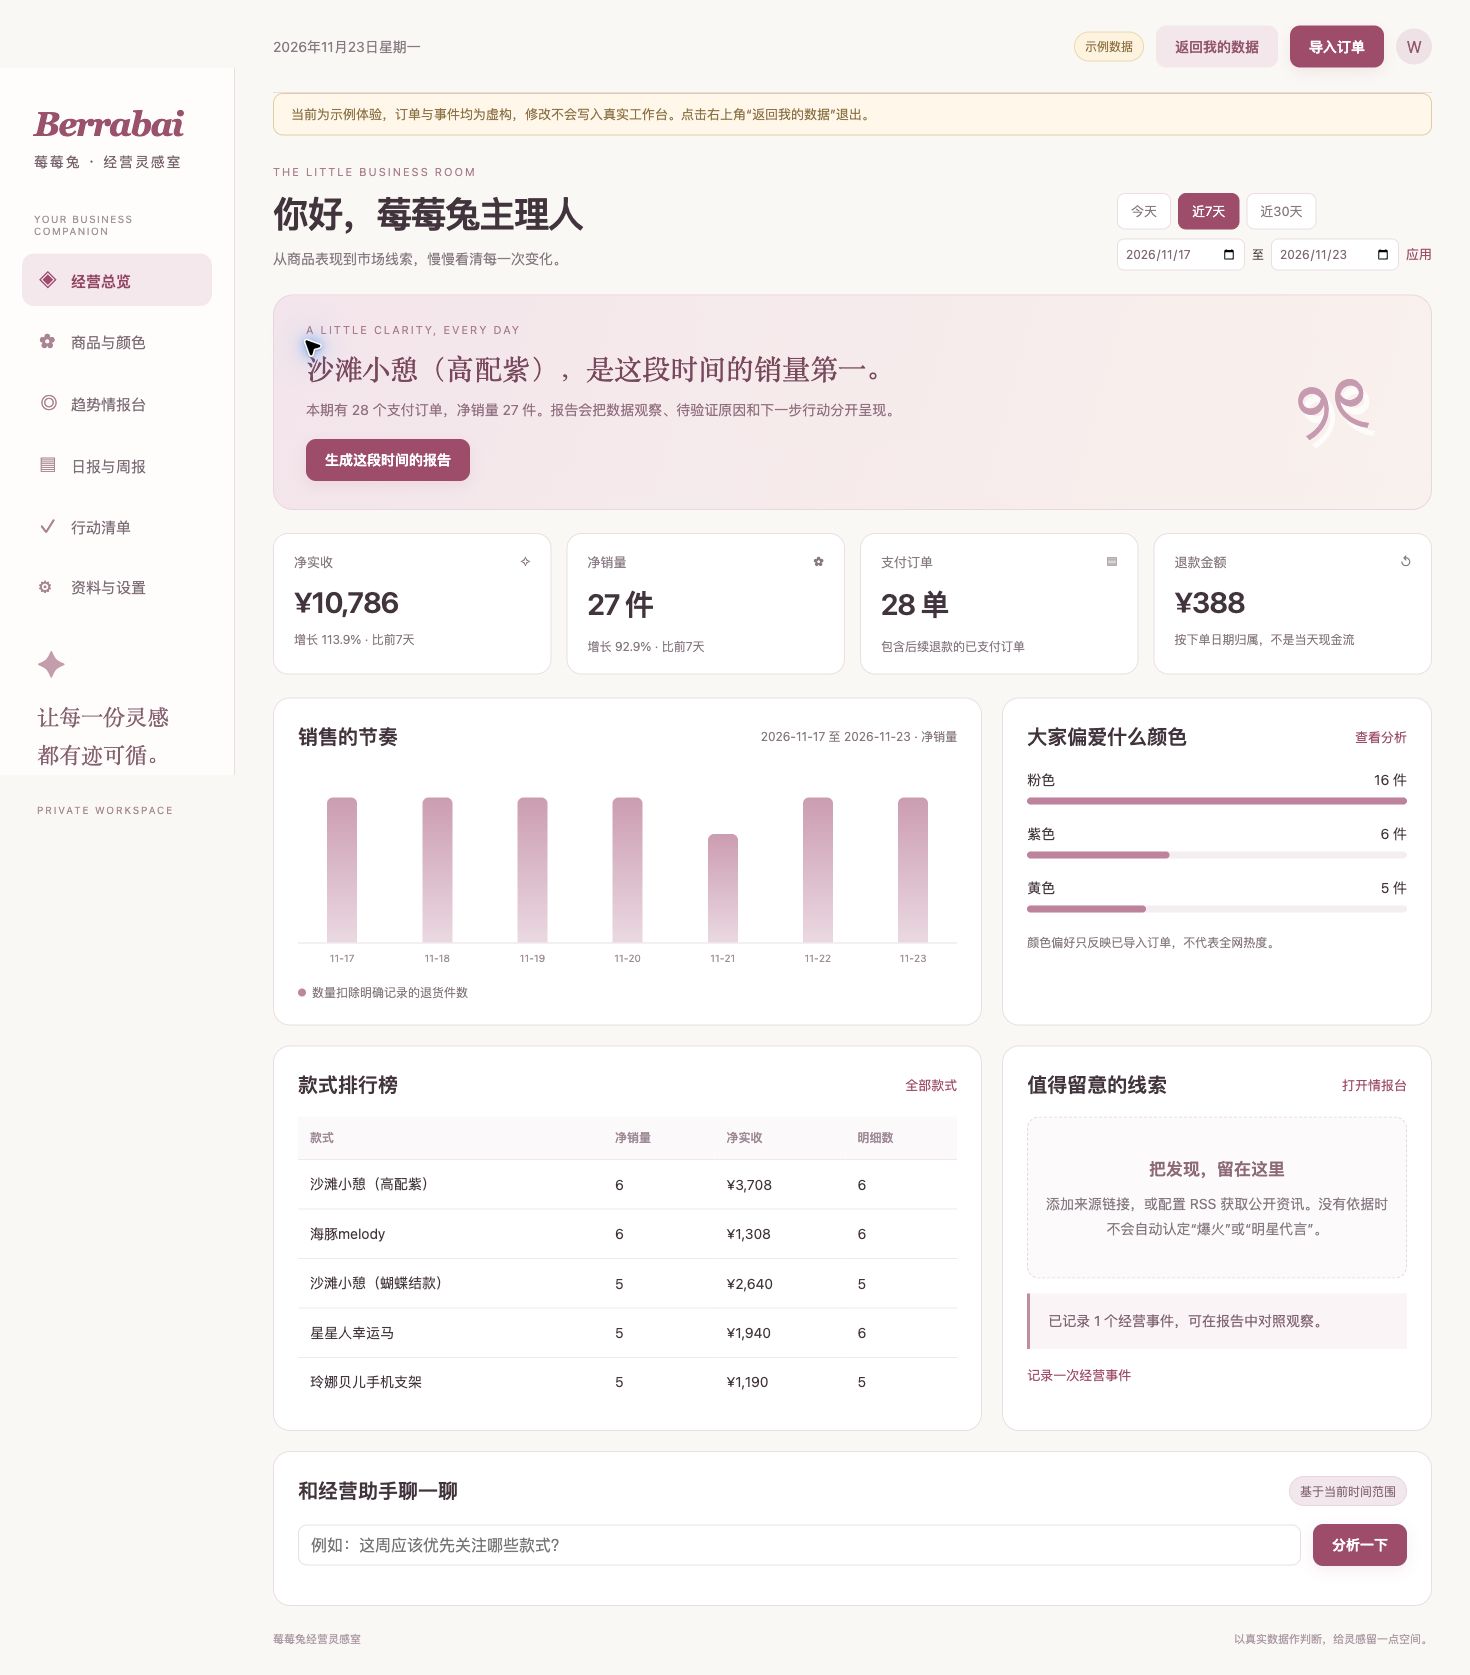 2026年11月23日星期一
示例数据
返回我的数据
导入订单
W
Berrabai
莓莓兔 · 经营灵感室
YOUR BUSINESS
COMPANION
经营总览
商品与颜色
趋势情报台
日报与周报
行动清单
资料与设置
让每一份灵感
都有迹可循。
PRIVATE WORKSPACE
当前为示例体验，订单与事件均为虚构，修改不会写入真实工作台。点击右上角“返回我的数据”退出。
THE LITTLE BUSINESS ROOM
你好，莓莓兔主理人
从商品表现到市场线索，慢慢看清每一次变化。
今天
近7天
近30天
2026/11/17
至
2026/11/23
应用
A LITTLE CLARITY, EVERY DAY
沙滩小憩（高配紫），是这段时间的销量第一。
本期有 28 个支付订单，净销量 27 件。报告会把数据观察、待验证原因和下一步行动分开呈现。
生成这段时间的报告
净实收
¥10,786
增长 113.9% · 比前7天
净销量
27 件
增长 92.9% · 比前7天
支付订单
28 单
包含后续退款的已支付订单
退款金额
¥388
按下单日期归属，不是当天现金流
销售的节奏
2026-11-17 至 2026-11-23 · 净销量
11-17
11-18
11-19
11-20
11-21
11-22
11-23
数量扣除明确记录的退货件数
大家偏爱什么颜色
查看分析
粉色
16 件
紫色
6 件
黄色
5 件
颜色偏好只反映已导入订单，不代表全网热度。
款式排行榜
全部款式
款式 净销量 净实收 明细数
沙滩小憩（高配紫） 6 ¥3,708 6
海豚melody 6 ¥1,308 6
沙滩小憩（蝴蝶结款） 5 ¥2,640 5
星星人幸运马 5 ¥1,940 6
玲娜贝儿手机支架 5 ¥1,190 5
值得留意的线索
打开情报台
把发现，留在这里
添加来源链接，或配置 RSS 获取公开资讯。没有依据时
不会自动认定“爆火”或“明星代言”。
已记录 1 个经营事件，可在报告中对照观察。
记录一次经营事件
和经营助手聊一聊
基于当前时间范围
例如：这周应该优先关注哪些款式？
分析一下
莓莓兔经营灵感室
以真实数据作判断，给灵感留一点空间。